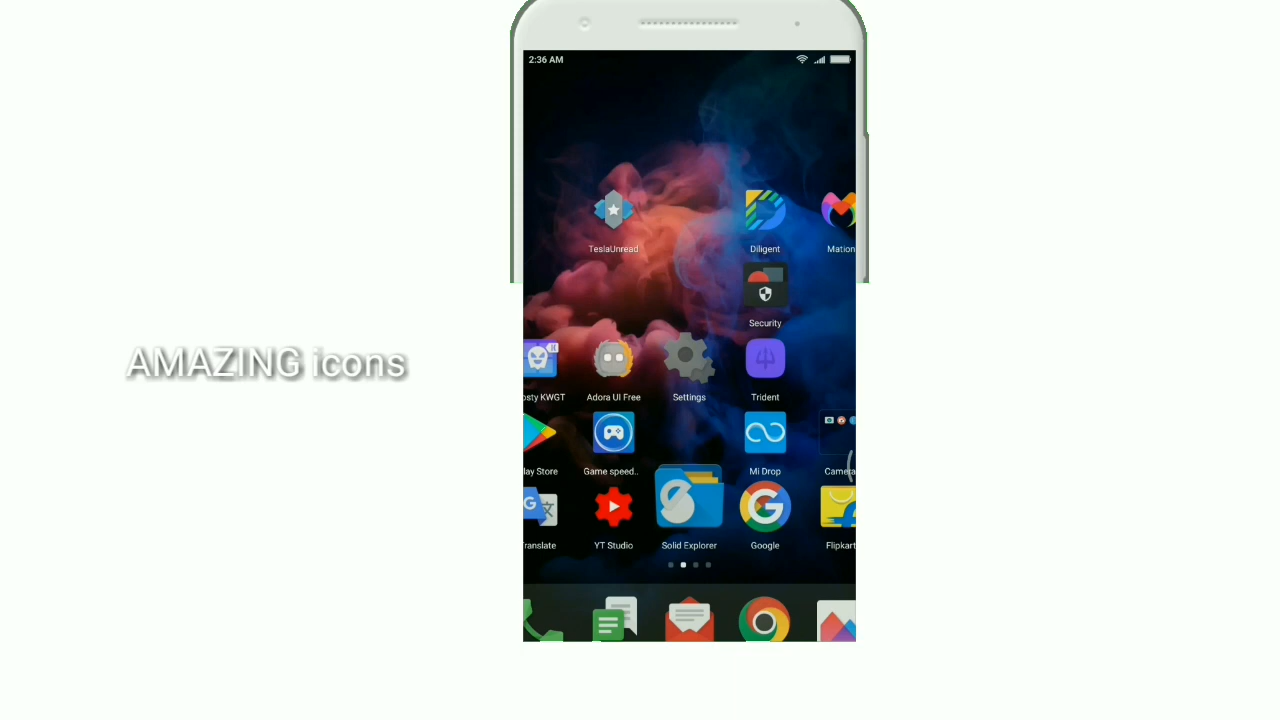 2:36 AM
TeslaUnread
Diligent
Mation
Security
osty KWGT
Adora UI Free
Settings
Trident
lay Store
Game speed..
Mi Drop
Camera
AMAZING icons
ranslate
YT Studio
Solid Explorer
Google
Flipkart